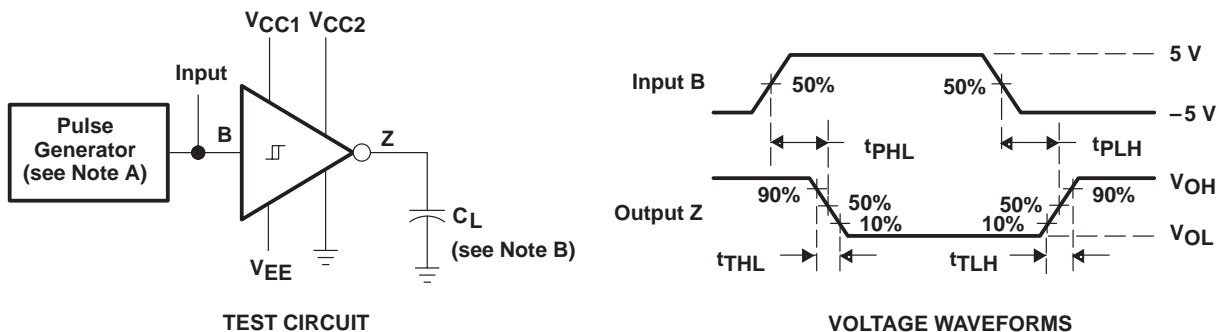 VCC1
VCC2
Input
Pulse
Generator
(see Note A)
B
Z
CL
(see Note B)
VEE
TEST CIRCUIT
Input B
50%
50%
5 V
–5 V
tPHL
tPLH
Output Z
90%
50%
10%
50%
10%
90%
VOH
VOL
tTHL
tTLH
VOLTAGE WAVEFORMS